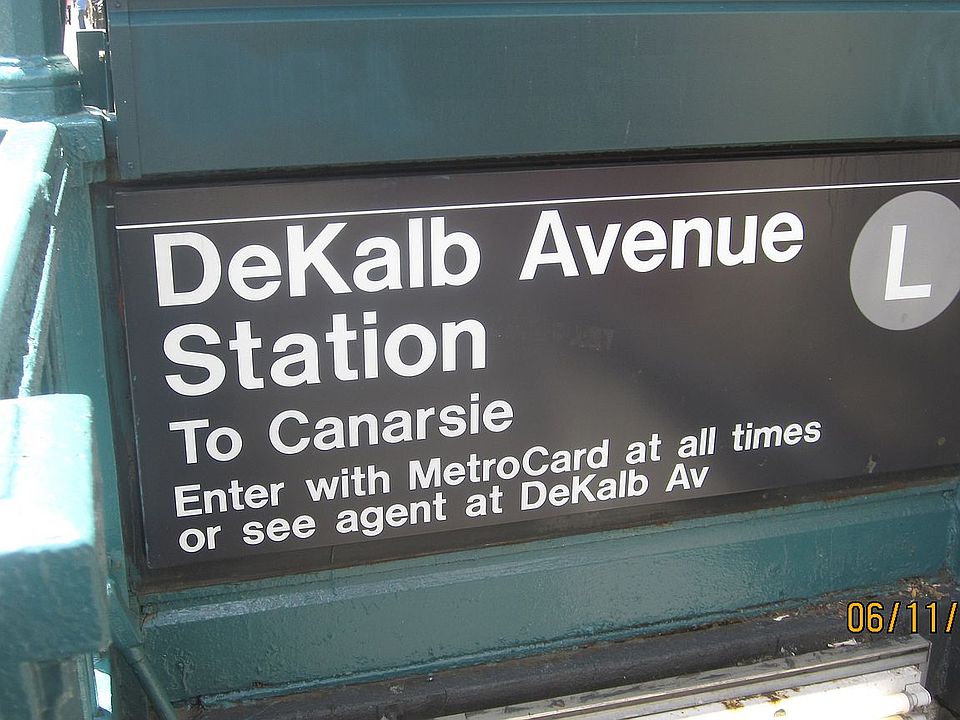 DeKalb Avenue L
Station
To Canarsie
Enter with MetroCard at all times
or see agent at DeKalb Av
06/11/